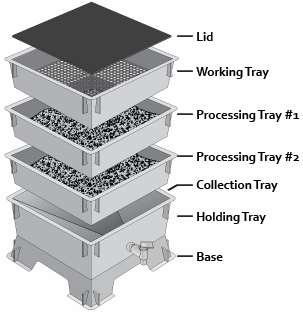 Lid
Working Tray
Processing Tray #1
Processing Tray #2
Collection Tray
Holding Tray
Base